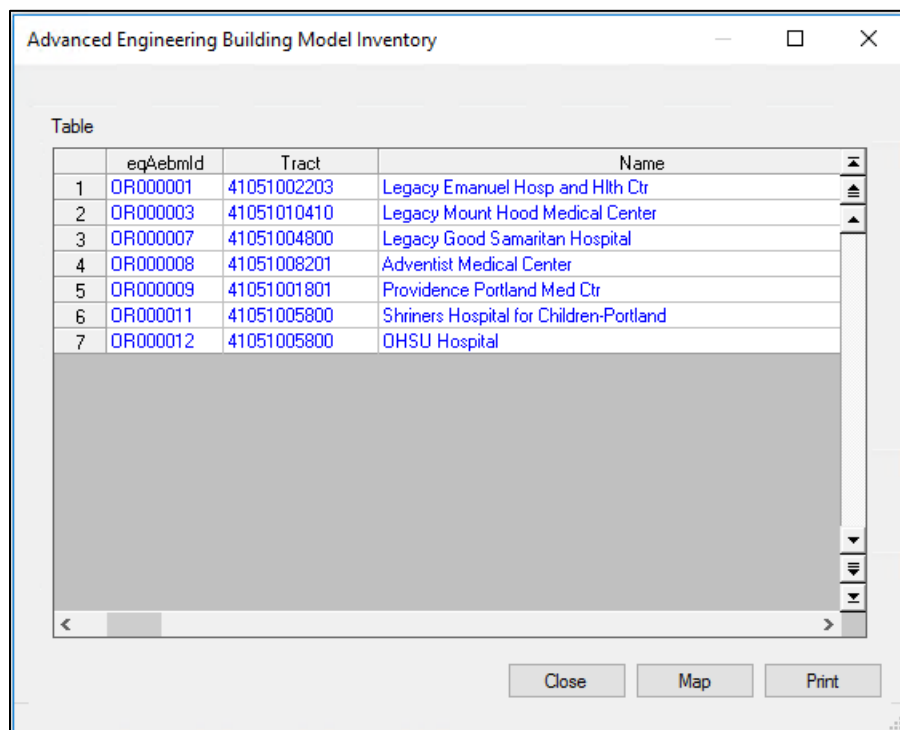 Advanced Engineering Building Model Inventory
Table
eqAebmId Tract Name
1 OR000001 41051002203 Legacy Emanuel Hosp and Hlth Ctr
2 OR000003 41051010410 Legacy Mount Hood Medical Center
3 OR000007 41051004800 Legacy Good Samaritan Hospital
4 OR000008 41051008201 Adventist Medical Center
5 OR000009 41051001801 Providence Portland Med Ctr
6 OR000011 41051005800 Shriners Hospital for Children-Portland
7 OR000012 41051005800 OHSU Hospital
Close Map Print